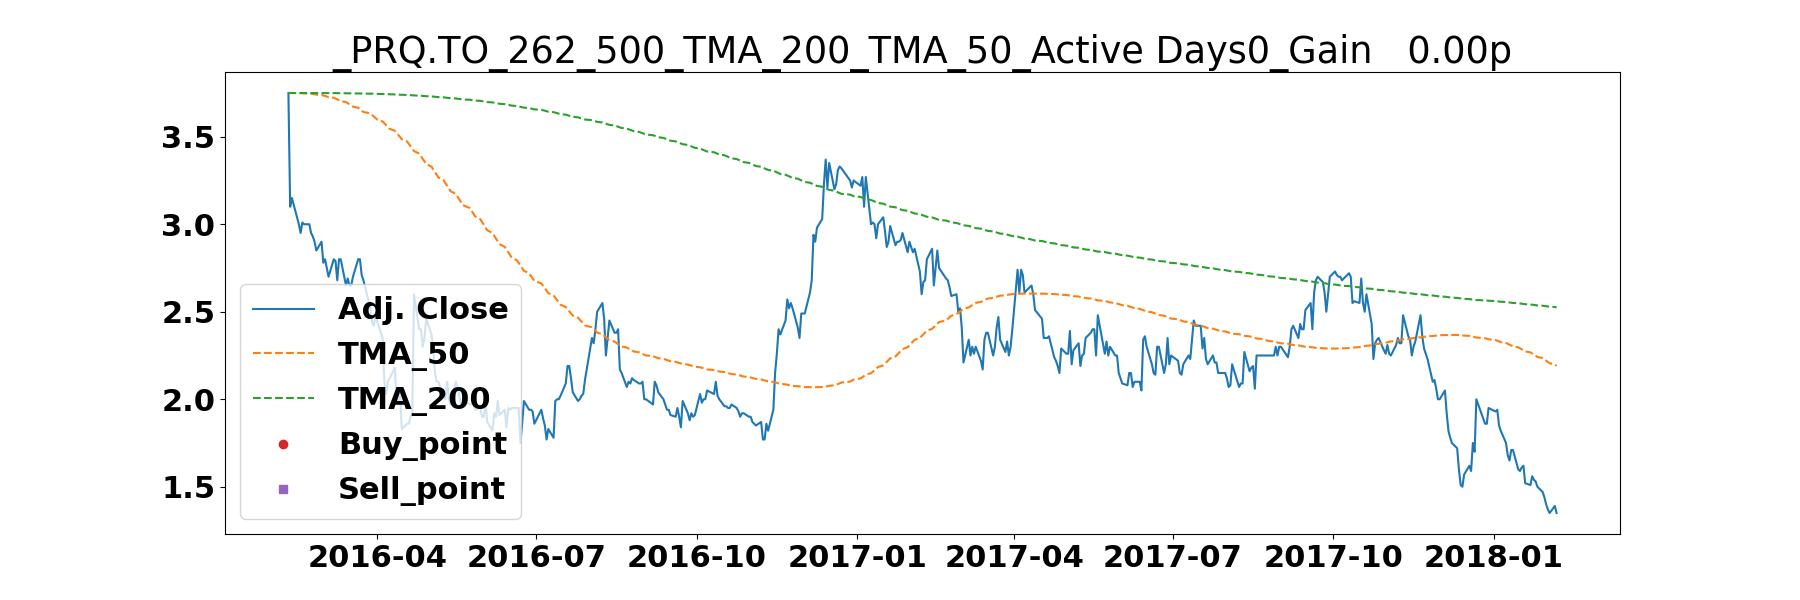 _PRQ.TO_262_500_TMA_200_TMA_50_Active Days0_Gain   0.00p
3.5
3.0
2.5
2.0
1.5
Adj. Close
TMA_50
TMA_200
Buy_point
Sell_point
2016-04 2016-07 2016-10 2017-01 2017-04 2017-07 2017-10 2018-01